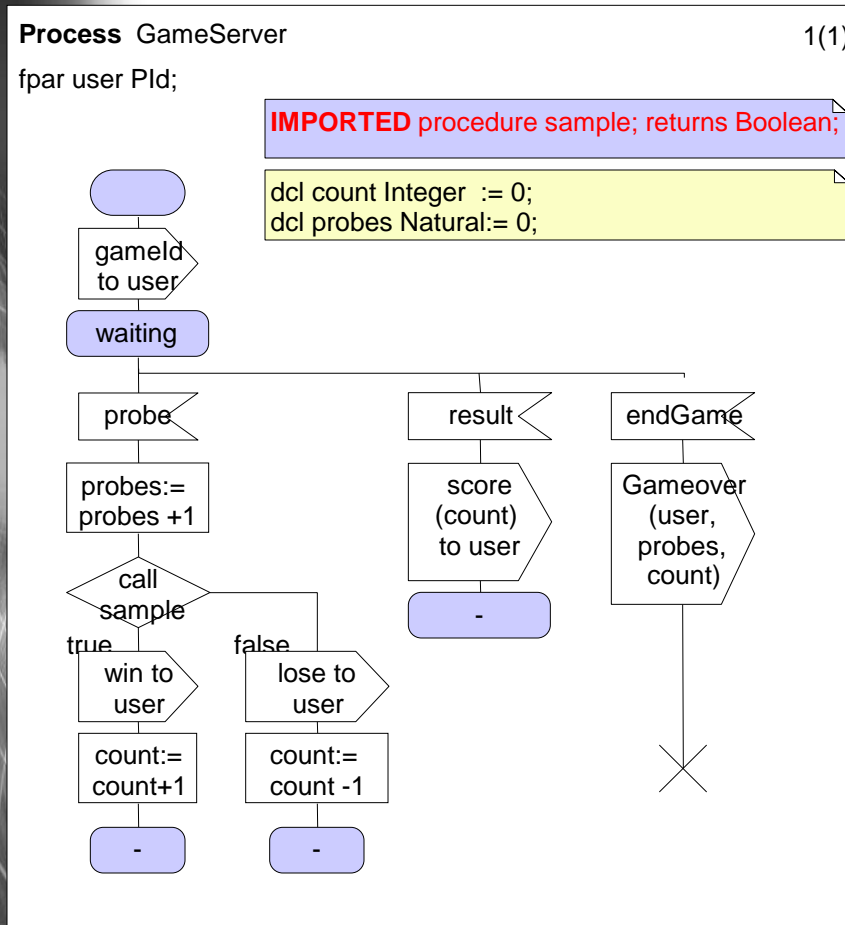 Process GameServer
1(1)
fpar user PId;
IMPORTED procedure sample; returns Boolean;
dcl count Integer := 0;
dcl probes Natural:= 0;
gameId
to user
waiting
probe
result
endGame
probes:=
probes +1
score
(count)
to user
Gameover
(user,
probes,
count)
call
sample
-
true
false
win to
user
lose to
user
count:=
count+1
count:=
count -1
-
-